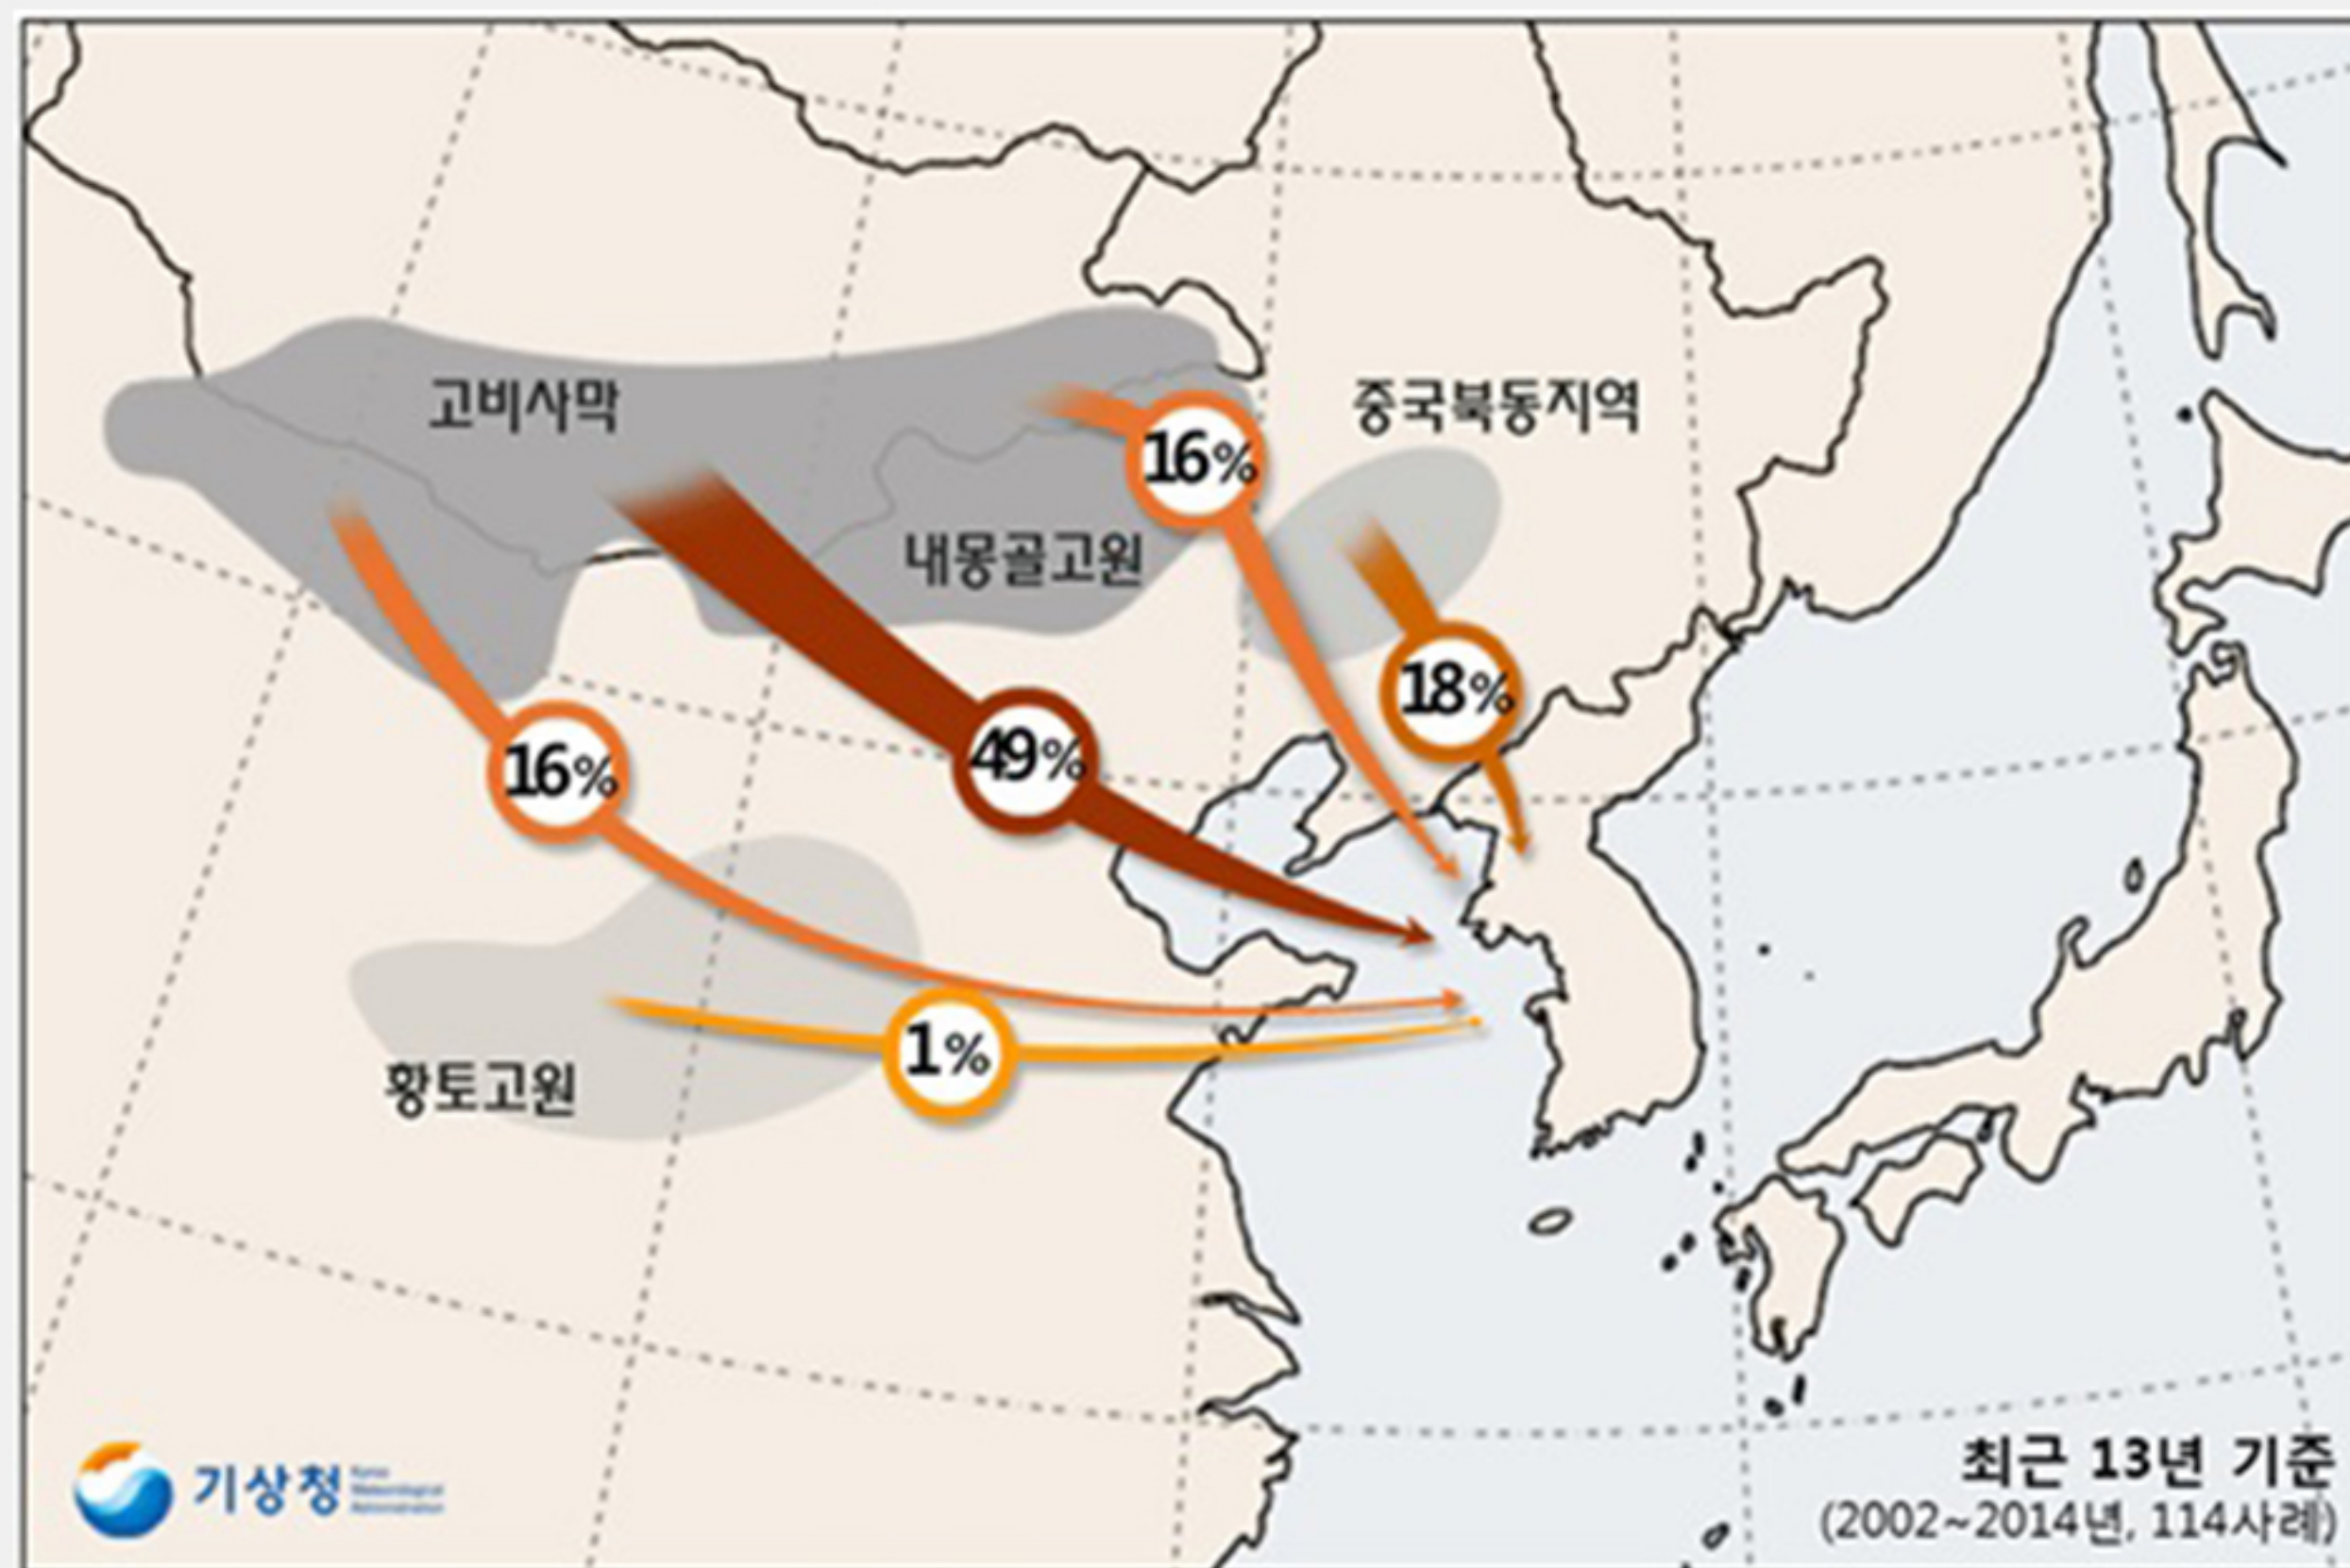 고비사막
중국북동지역
16%
내몽골고원
18%
16%
49%
1%
황토고원
기상청
최근 13년 기준
(2002~2014년, 114사례)